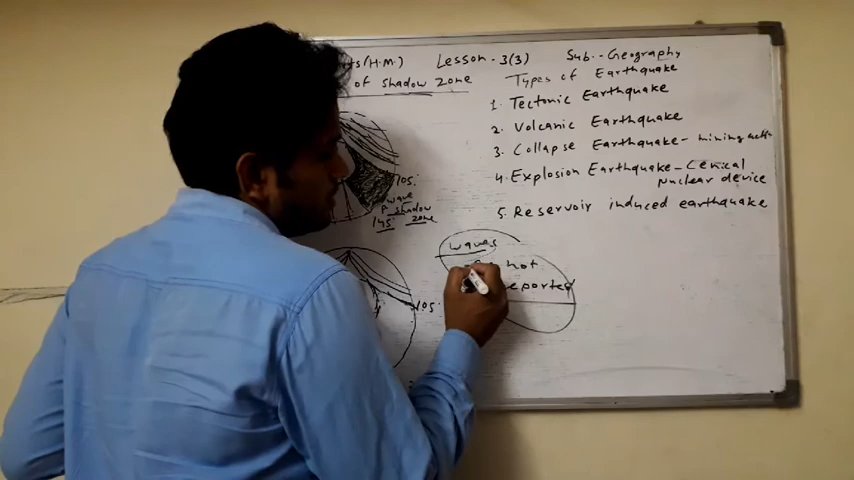 rts (H.M.) Lesson - 3(3) Sub.- Geography
of shadow zone
Types of Earthquake
1. Tectonic Earthquake
2. Volcanic Earthquake
3. Collapse Earthquake - mining acti
4. Explosion Earthquake - Cemical
Nuclear device
5. Reservoir induced earthquake
105°
P wave
shadow
145° zone
waves
not
reported
105°